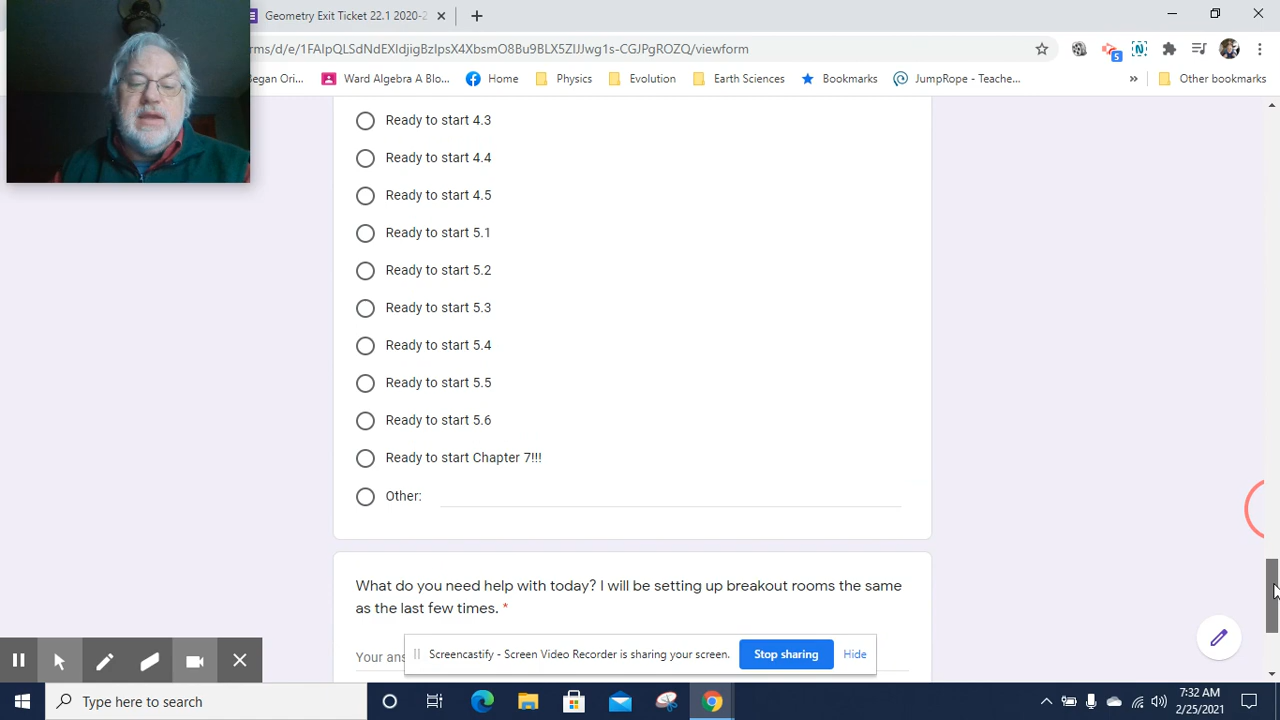 Geometry Exit Ticket 22.1 2020-2
rms/d/e/1FAIpQLSdNdEXIdjigBzIpsX4XbsmO8Bu9BLX5ZIJJwg1s-CGJPgROZQ/viewform
5
egan Ori...
Ward Algebra A Blo...
Home
Physics
Evolution
Earth Sciences
Bookmarks
JumpRope - Teache...
»
Other bookmarks
Ready to start 4.3
Ready to start 4.4
Ready to start 4.5
Ready to start 5.1
Ready to start 5.2
Ready to start 5.3
Ready to start 5.4
Ready to start 5.5
Ready to start 5.6
Ready to start Chapter 7!!!
Other:
What do you need help with today? I will be setting up breakout rooms the same
as the last few times. *
Your ans
Screencastify - Screen Video Recorder is sharing your screen.
Stop sharing
Hide
Type here to search
7:32 AM
2/25/2021